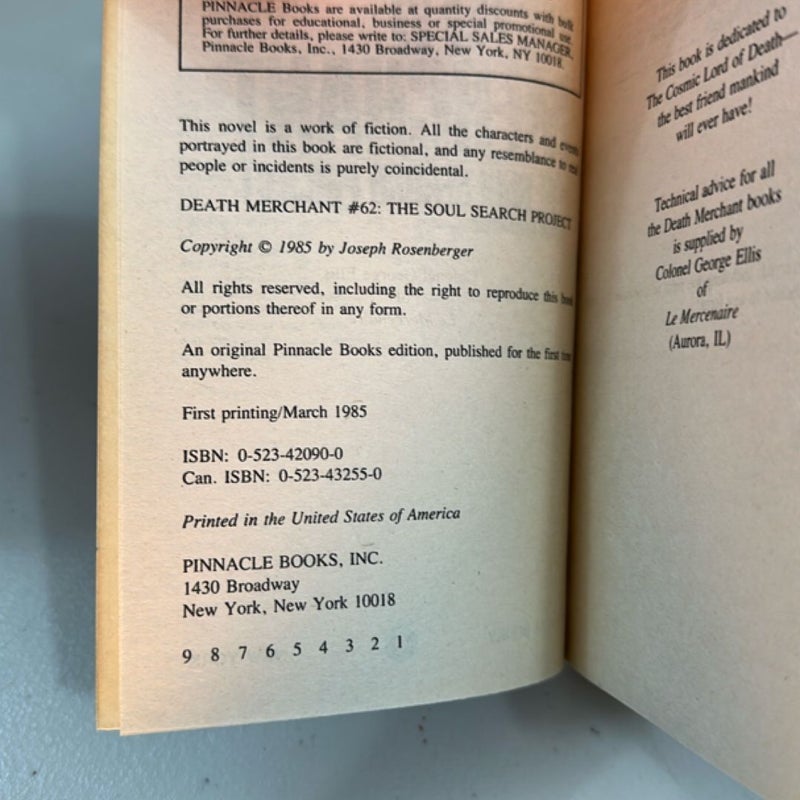 PINNACLE Books are available at quantity discounts with bulk
purchases for educational, business or special promotional use.
For further details, please write to: SPECIAL SALES MANAGER,
Pinnacle Books, Inc., 1430 Broadway, New York, NY 10018.
This novel is a work of fiction. All the characters and events
portrayed in this book are fictional, and any resemblance to real
people or incidents is purely coincidental.
DEATH MERCHANT #62: THE SOUL SEARCH PROJECT
Copyright © 1985 by Joseph Rosenberger
All rights reserved, including the right to reproduce this book
or portions thereof in any form.
An original Pinnacle Books edition, published for the first time
anywhere.
First printing/March 1985
ISBN: 0-523-42090-0
Can. ISBN: 0-523-43255-0
Printed in the United States of America
PINNACLE BOOKS, INC.
1430 Broadway
New York, New York 10018
9 8 7 6 5 4 3 2 1
This book is dedicated to
The Cosmic Lord of Death—
the best friend mankind
will ever have!
Technical advice for all
the Death Merchant books
is supplied by
Colonel George Ellis
of
Le Mercenaire
(Aurora, IL)